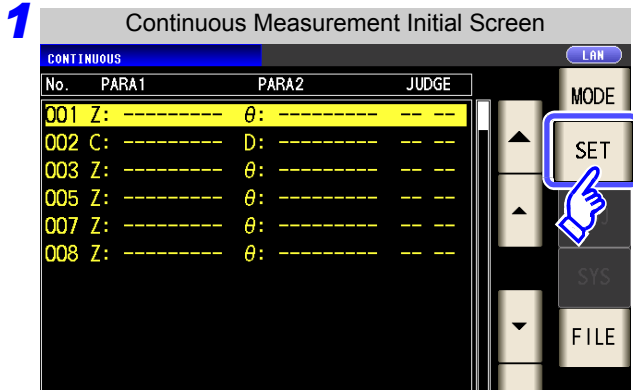 1
Continuous Measurement Initial Screen
CONTINUOUS
LAN
No. PARA1 PARA2 JUDGE
MODE
001 Z: --------- θ: --------- -- --
002 C: --------- D: --------- -- --
SET
003 Z: --------- θ: --------- -- --
005 Z: --------- θ: --------- -- --
007 Z: --------- θ: --------- -- --
008 Z: --------- θ: --------- -- --
SYS
FILE